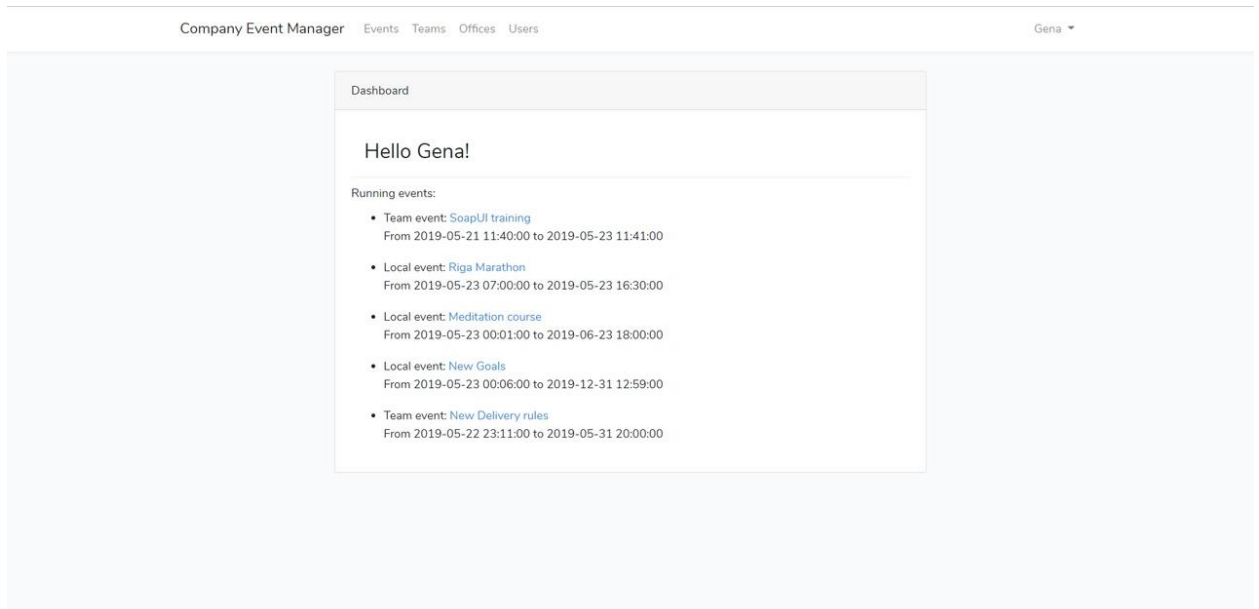 Company Event Manager Events Teams Offices Users Gena
Dashboard
Hello Gena!
Running events:
• Team event: SoapUI training
From 2019-05-21 11:40:00 to 2019-05-23 11:41:00
• Local event: Riga Marathon
From 2019-05-23 07:00:00 to 2019-05-23 16:30:00
• Local event: Meditation course
From 2019-05-23 00:01:00 to 2019-06-23 18:00:00
• Local event: New Goals
From 2019-05-23 00:06:00 to 2019-12-31 12:59:00
• Team event: New Delivery rules
From 2019-05-22 23:11:00 to 2019-05-31 20:00:00